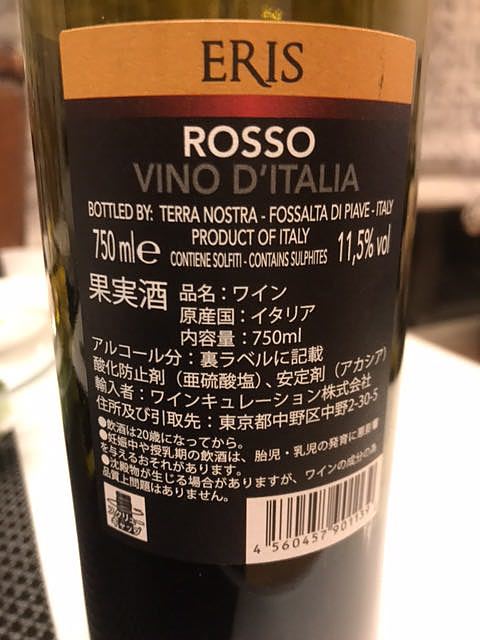 ERIS
ROSSO
VINO D'ITALIA
BOTTLED BY: TERRA NOSTRA - FOSSALTA DI PIAVE - ITALY
750 ml℮ PRODUCT OF ITALY 11,5% vol
CONTIENE SOLFITI - CONTAINS SULPHITES
果実酒 品名：ワイン
原産国：イタリア
内容量：750ml
アルコール分：裏ラベルに記載
酸化防止剤（亜硫酸塩）、安定剤（アカシア）
輸入者：ワインキュレーション株式会社
住所及び引取先：東京都中野区中野2-30-5
●飲酒は20歳になってから。
●妊娠中や授乳期の飲酒は、胎児・乳児の発育に悪影響
を与えるおそれがあります。
●沈殿物が生じる場合がありますが、ワインの成分の為
品質上問題はありません。
4 560457 9011